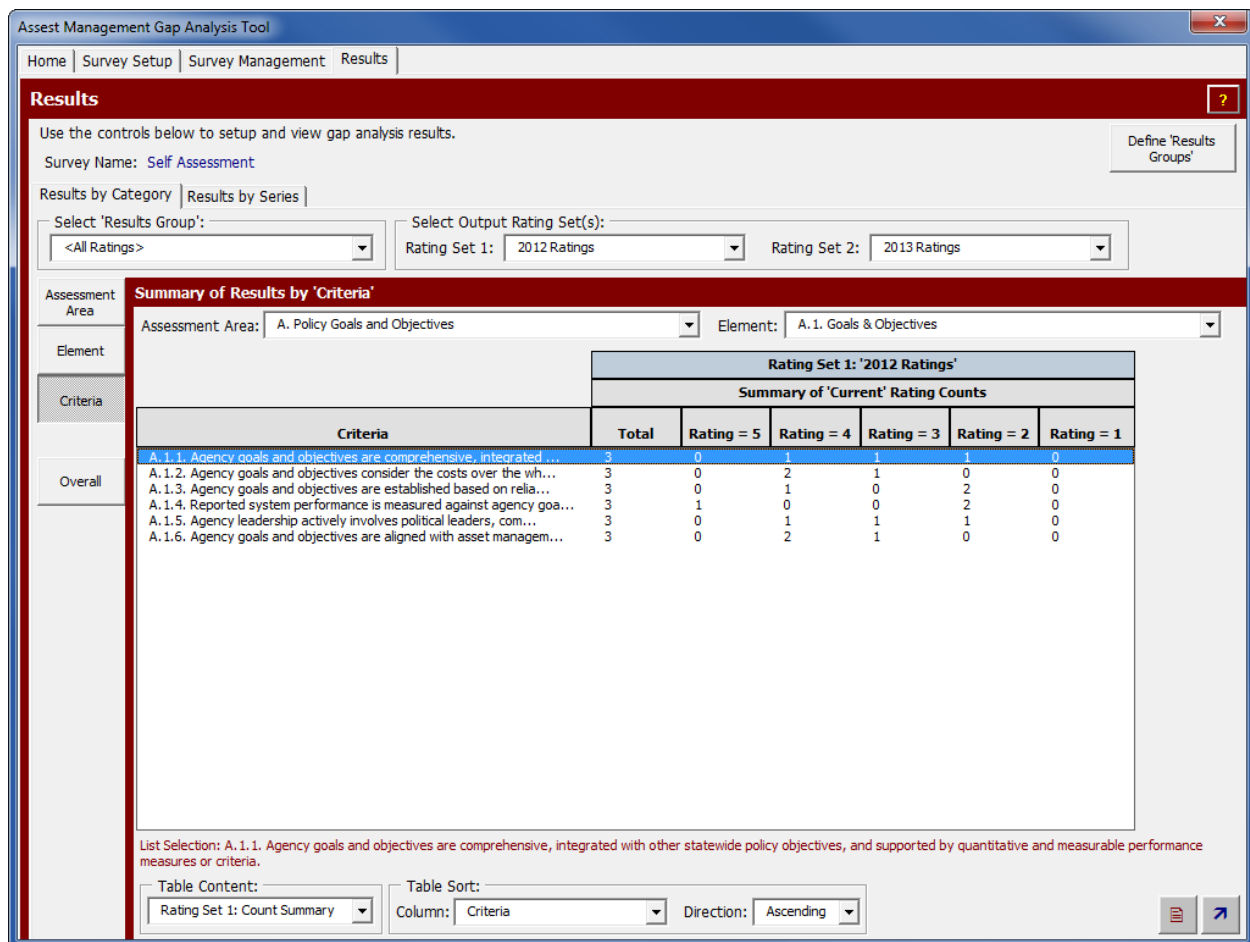 Assest Management Gap Analysis Tool
x
Home Survey Setup Survey Management Results
Results ?
Use the controls below to setup and view gap analysis results.
Define 'Results
Groups'
Survey Name: Self Assessment
Results by Category Results by Series
Select 'Results Group': Select Output Rating Set(s):
<All Ratings> Rating Set 1: 2012 Ratings Rating Set 2: 2013 Ratings
Assessment
Area
Element
Criteria
Overall
Summary of Results by 'Criteria'
Assessment Area: A. Policy Goals and Objectives Element: A.1. Goals & Objectives
Rating Set 1: '2012 Ratings'
Summary of 'Current' Rating Counts
Criteria Total Rating = 5 Rating = 4 Rating = 3 Rating = 2 Rating = 1
A.1.1. Agency goals and objectives are comprehensive, integrated ... 3 0 1 1 1 0
A.1.2. Agency goals and objectives consider the costs over the wh... 3 0 2 1 0 0
A.1.3. Agency goals and objectives are established based on relia... 3 0 1 0 2 0
A.1.4. Reported system performance is measured against agency goa... 3 1 0 0 2 0
A.1.5. Agency leadership actively involves political leaders, com... 3 0 1 1 1 0
A.1.6. Agency goals and objectives are aligned with asset managem... 3 0 2 1 0 0
List Selection: A.1.1. Agency goals and objectives are comprehensive, integrated with other statewide policy objectives, and supported by quantitative and measurable performance
measures or criteria.
Table Content: Table Sort:
Rating Set 1: Count Summary Column: Criteria Direction: Ascending